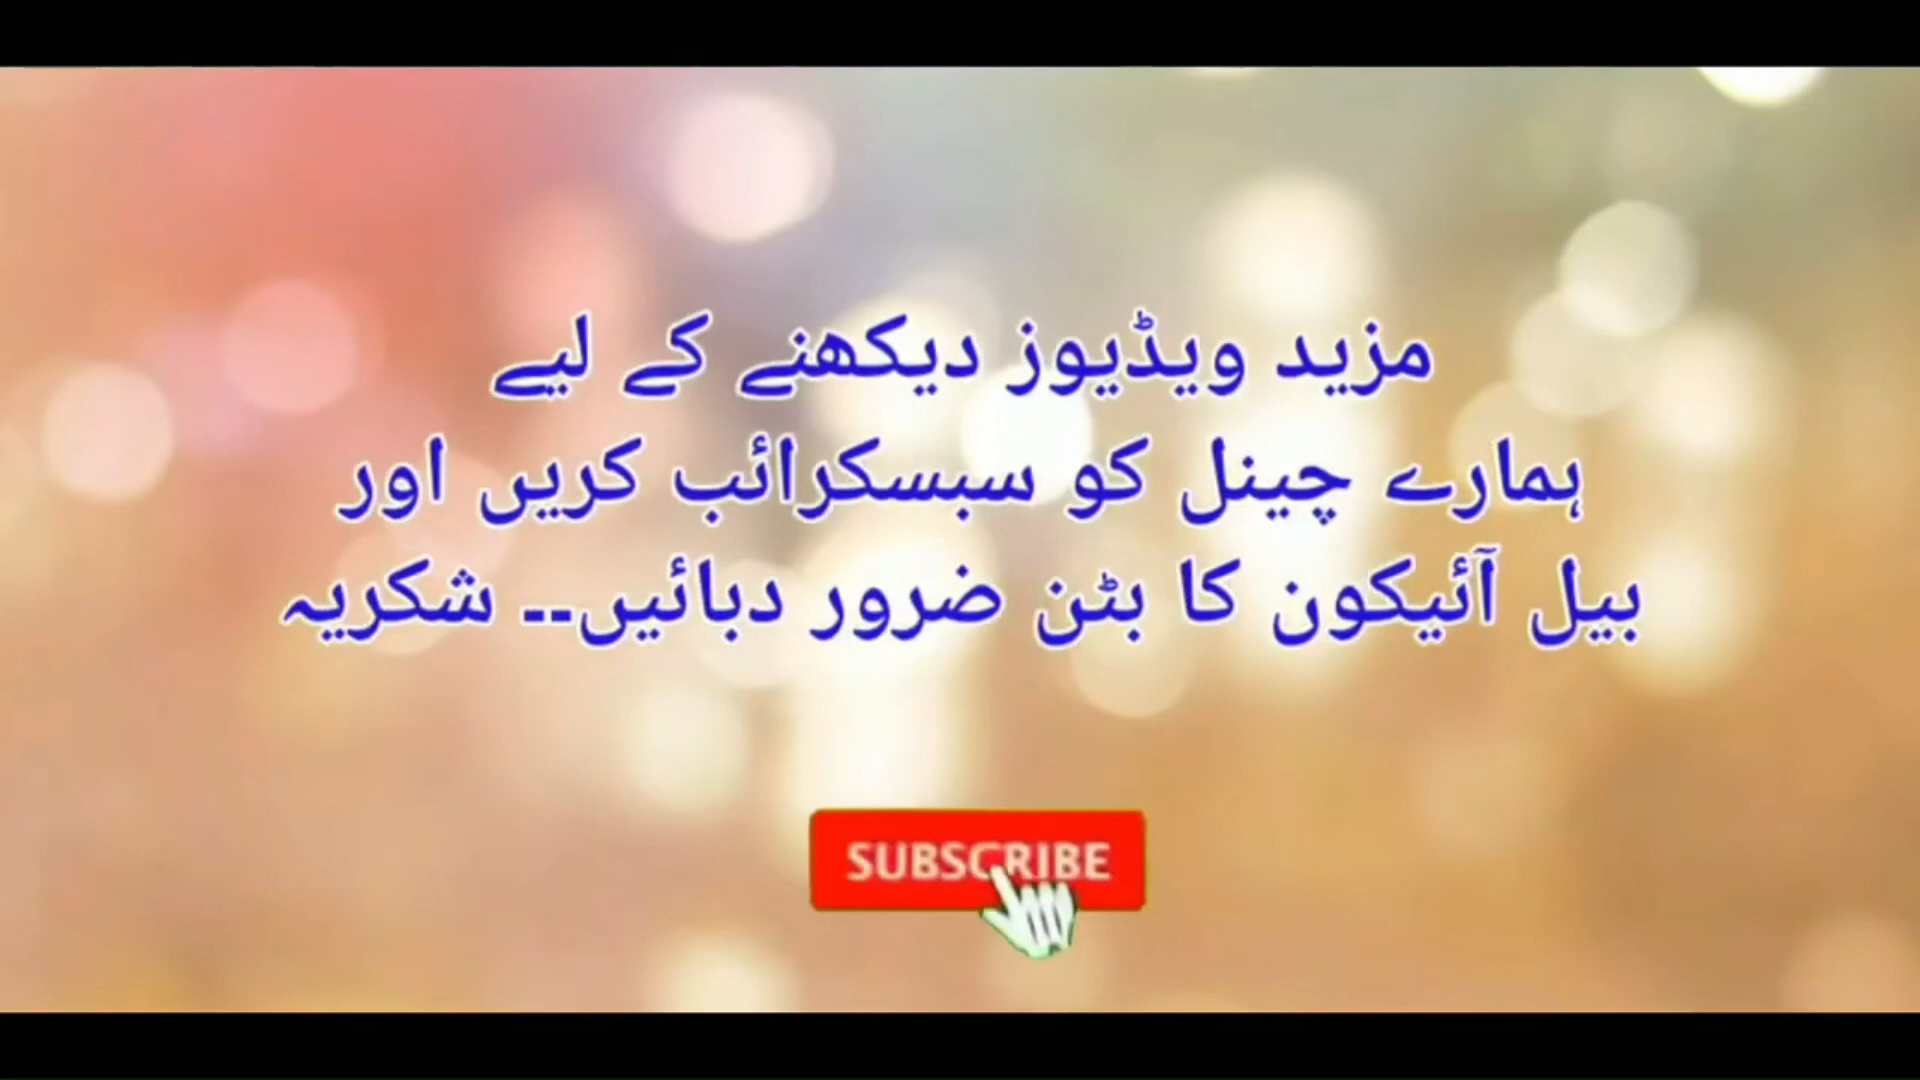 مزید ویڈیوز دیکھنے کے لیے
ہمارے چینل کو سبسکرائب کریں اور
بیل آئیکون کا بٹن ضرور دبائیں-- شکریہ
SUBSCRIBE